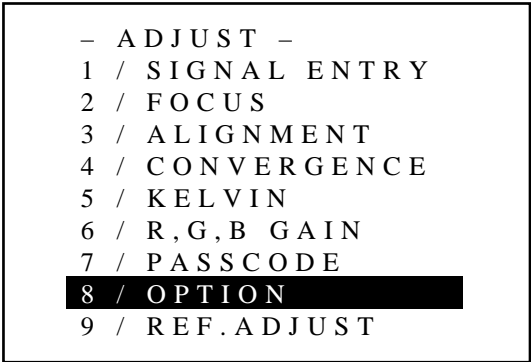 – ADJUST –
1 / SIGNAL ENTRY
2 / FOCUS
3 / ALIGNMENT
4 / CONVERGENCE
5 / KELVIN
6 / R,G,B GAIN
7 / PASSCODE
8 / OPTION
9 / REF.ADJUST